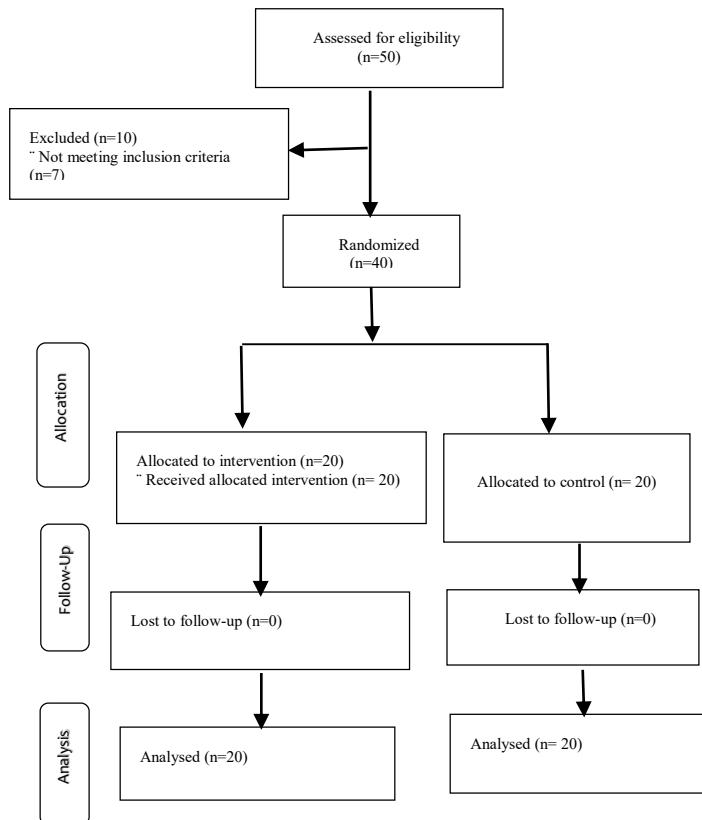 Assessed for eligibility
(n=50)
Excluded (n=10)
¨ Not meeting inclusion criteria
(n=7)
Randomized
(n=40)
Allocation
Allocated to intervention (n=20)
¨ Received allocated intervention (n= 20)
Allocated to control (n= 20)
Follow-Up
Lost to follow-up (n=0)
Lost to follow-up (n=0)
Analysis
Analysed (n=20)
Analysed (n= 20)